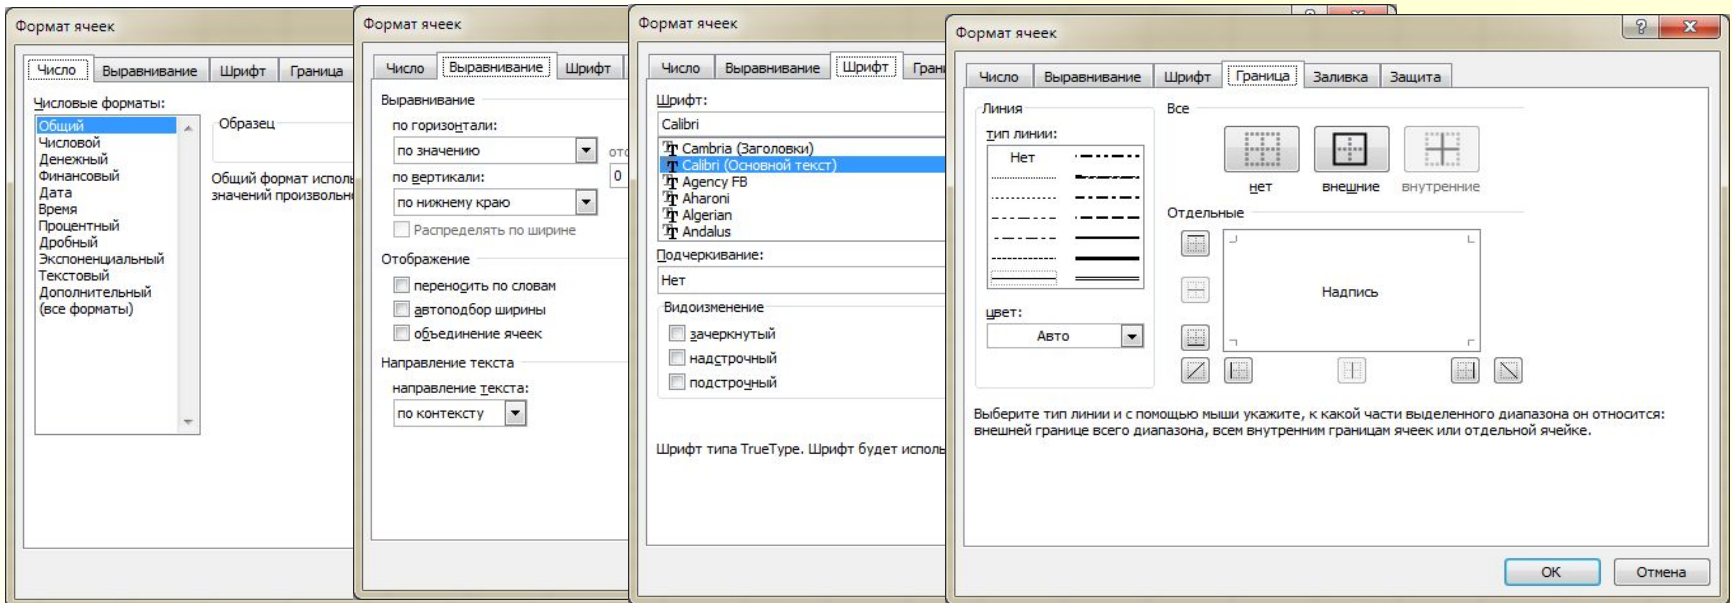 Формат ячеек
Число Выравнивание Шрифт Граница
Числовые форматы:
Общий
Числовой
Денежный
Финансовый
Дата
Время
Процентный
Дробный
Экспоненциальный
Текстовый
Дополнительный
(все форматы)
Образец
Общий формат
значений
Формат ячеек
Число Выравнивание Шрифт
Выравнивание
по горизонтали:
по значению
по вертикали:
0
по нижнему краю
Распределять по ширине
Отображение
переносить по словам
автоподбор ширины
объединение ячеек
Направление текста
направление текста:
по контексту
Формат ячеек
Число Выравнивание Шрифт
Шрифт:
Calibri
Cambria (Заголовки)
Calibri (Основной текст)
Agency FB
Aharoni
Algerian
Andalus
Подчеркивание:
Нет
Видоизменение
зачеркнутый
надстрочный
подстрочный
Шрифт типа TrueType. Шрифт будет
Формат ячеек
Число Выравнивание Шрифт Граница Заливка Защита
Линия
тип линии:
Нет
цвет:
Авто
Все
нет внешние внутренние
Отдельные
Надпись
Выберите тип линии и с помощью мыши укажите, к какой части выделенного диапазона он относится:
внешней границе всего диапазона, всем внутренним границам ячеек или отдельной ячейке.
ОК Отмена